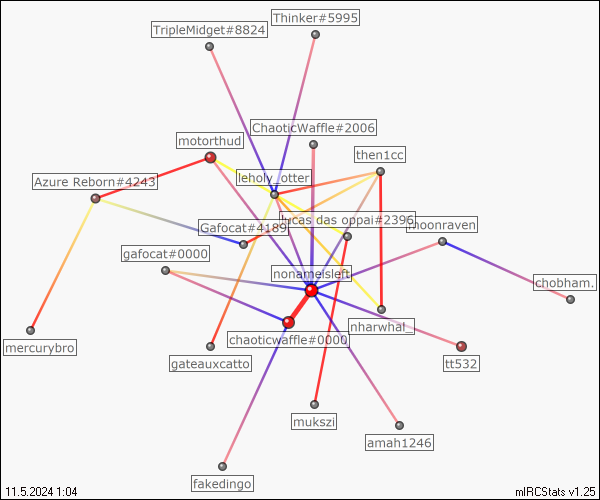 Thinker#5995
TripleMidget#8824
ChaoticWaffle#2006
motorthud
then1cc
leholy_otter
Azure Reborn#4243
lucas das oppai#2396
Gafocat#4189
moonraven
gafocat#0000
nonameisleft
chobham.
nharwhal_
chaoticwaffle#0000
mercurybro
gateauxcatto
tt532
mukszi
amah1246
fakedingo
11.5.2024 1:04
mIRCStats v1.25